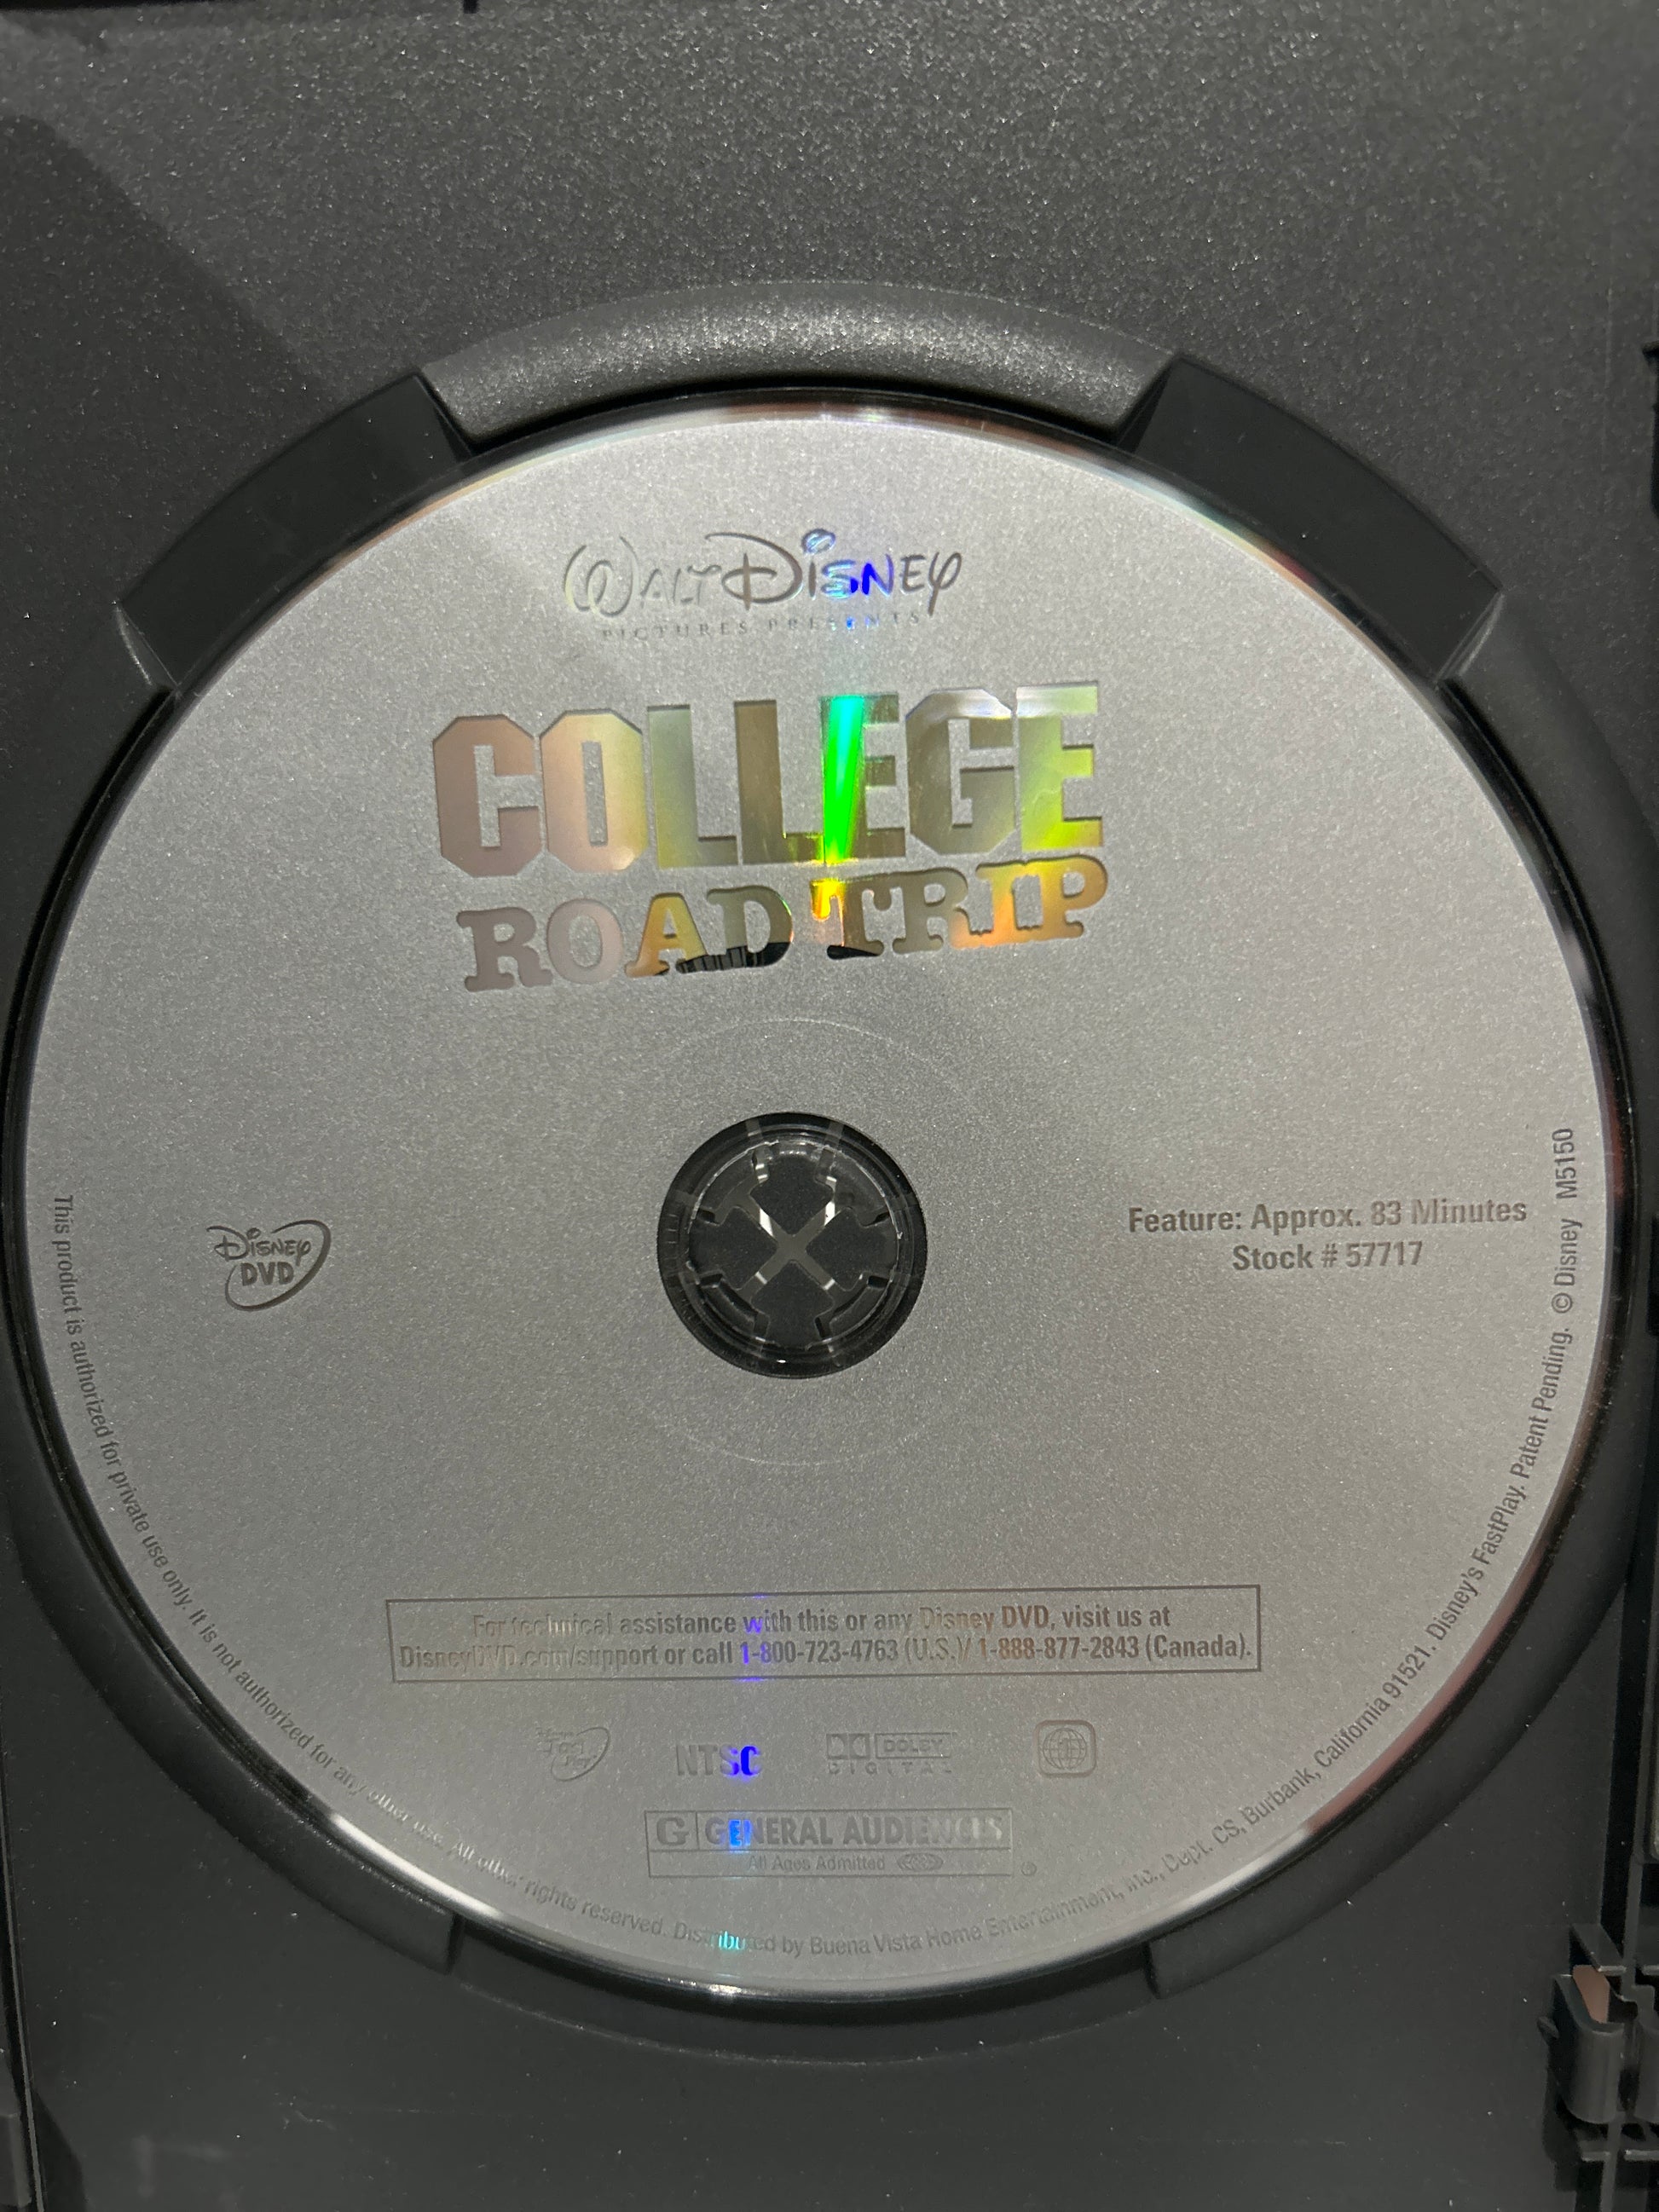 WALT DISNEY
PICTURES PRESENTS
COLLEGE
ROAD TRIP
DISNEY
DVD
Feature: Approx. 83 Minutes
Stock # 57717
For technical assistance with this or any Disney DVD, visit us at
DisneyDVD.com/support or call 1-800-723-4763 (U.S.)/ 1-888-877-2843 (Canada).
Disney's
Fast
Play
NTSC
DOLBY
DIGITAL
1
G GENERAL AUDIENCES
All Ages Admitted
®
This product is authorized for private use only. It is not authorized for any other use. All other rights reserved. Distributed by Buena Vista Home Entertainment, Inc., Dept. CS, Burbank, California 91521. Disney's FastPlay. Patent Pending. © Disney M5150